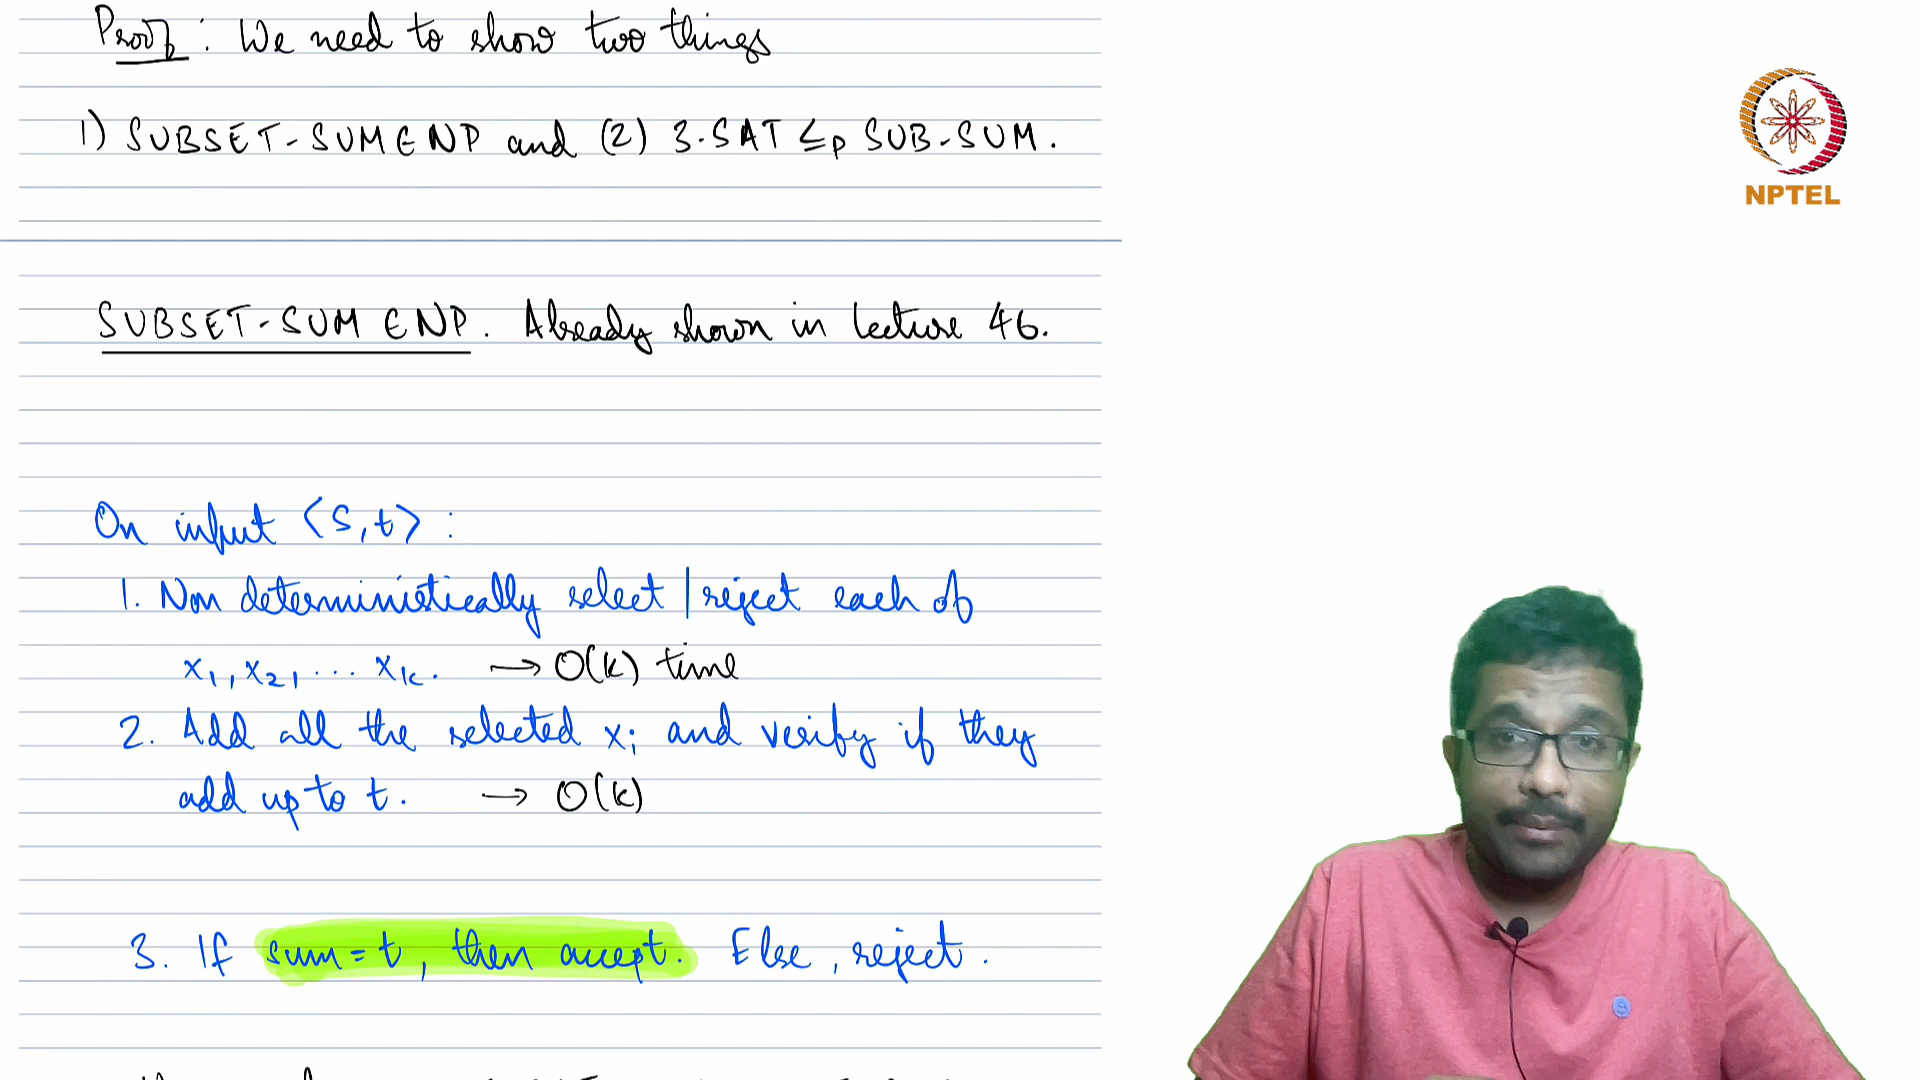 Proof : We need to show two things
1) SUBSET-SUM ∈ NP and (2) 3-SAT ≤p SUB-SUM.
NPTEL
SUBSET-SUM ∈ NP. Already shown in lecture 46.
On input ⟨S, t⟩ :
1. Non deterministically select | reject each of
x₁, x₂, ... xₖ. → O(k) time
2. Add all the selected xᵢ and verify if they
add up to t. → O(k)
3. If sum = t, then accept. Else, reject.